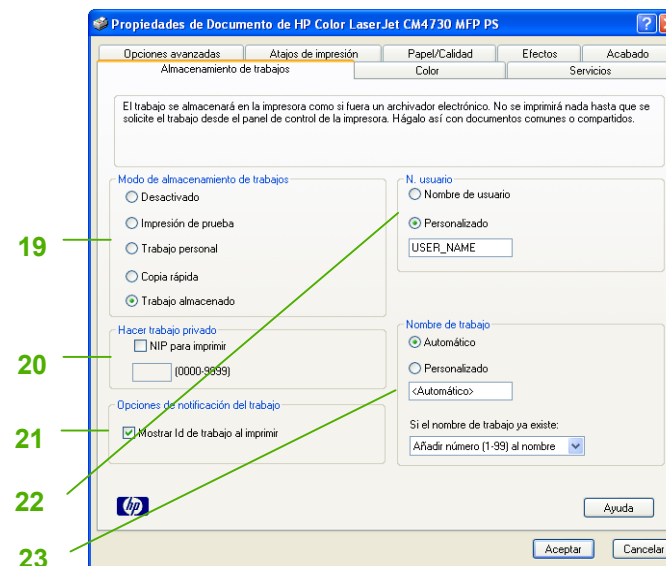 Propiedades de Documento de HP Color LaserJet CM4730 MFP PS
Opciones avanzadas
Atajos de impresión
Papel/Calidad
Efectos
Acabado
Almacenamiento de trabajos
Color
Servicios
El trabajo se almacenará en la impresora como si fuera un archivador electrónico. No se imprimirá nada hasta que se
solicite el trabajo desde el panel de control de la impresora. Hágalo así con documentos comunes o compartidos.
Modo de almacenamiento de trabajos
Desactivado
Impresión de prueba
Trabajo personal
Copia rápida
Trabajo almacenado
N. usuario
Nombre de usuario
Personalizado
USER_NAME
Hacer trabajo privado
NIP para imprimir
(0000-9999)
Nombre de trabajo
Automático
Personalizado
<Automático>
Si el nombre de trabajo ya existe:
Añadir número (1-99) al nombre
Opciones de notificación del trabajo
Mostrar Id de trabajo al imprimir
hp
Ayuda
Aceptar
Cancelar
19
20
21
22
23